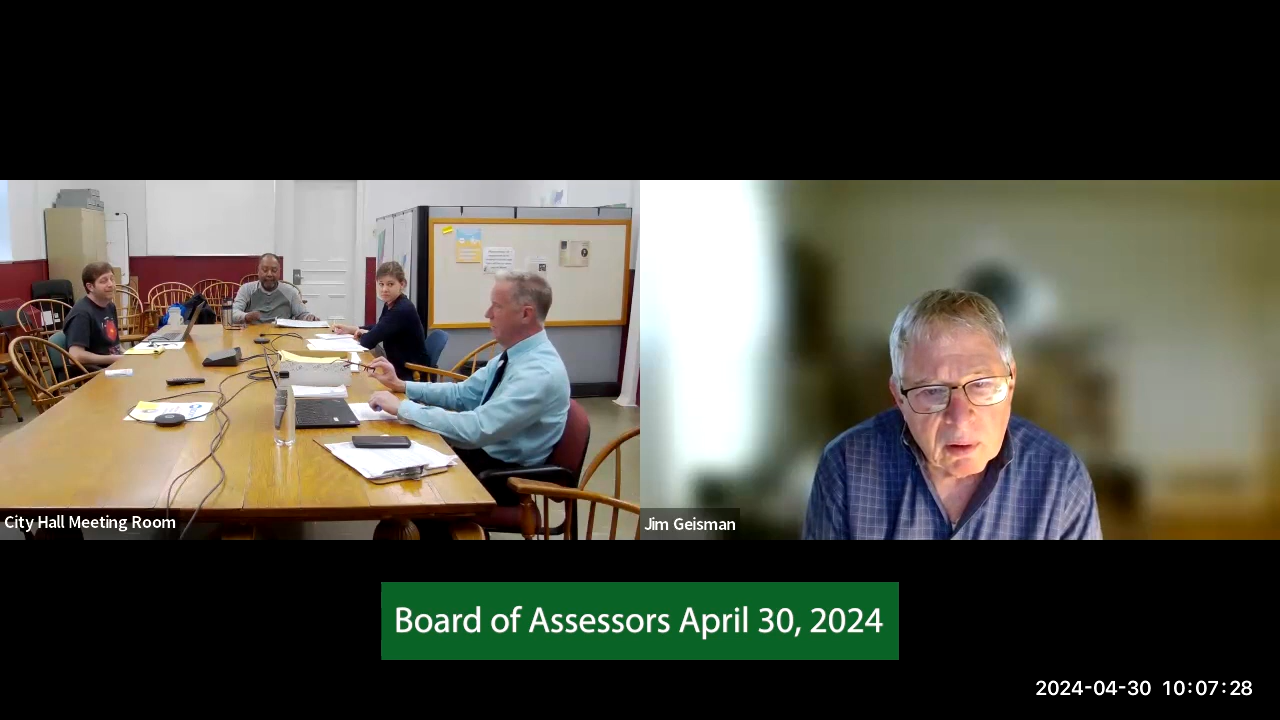 City Hall Meeting Room
Jim Geisman
Board of Assessors April 30, 2024
2024-04-30 10:07:28